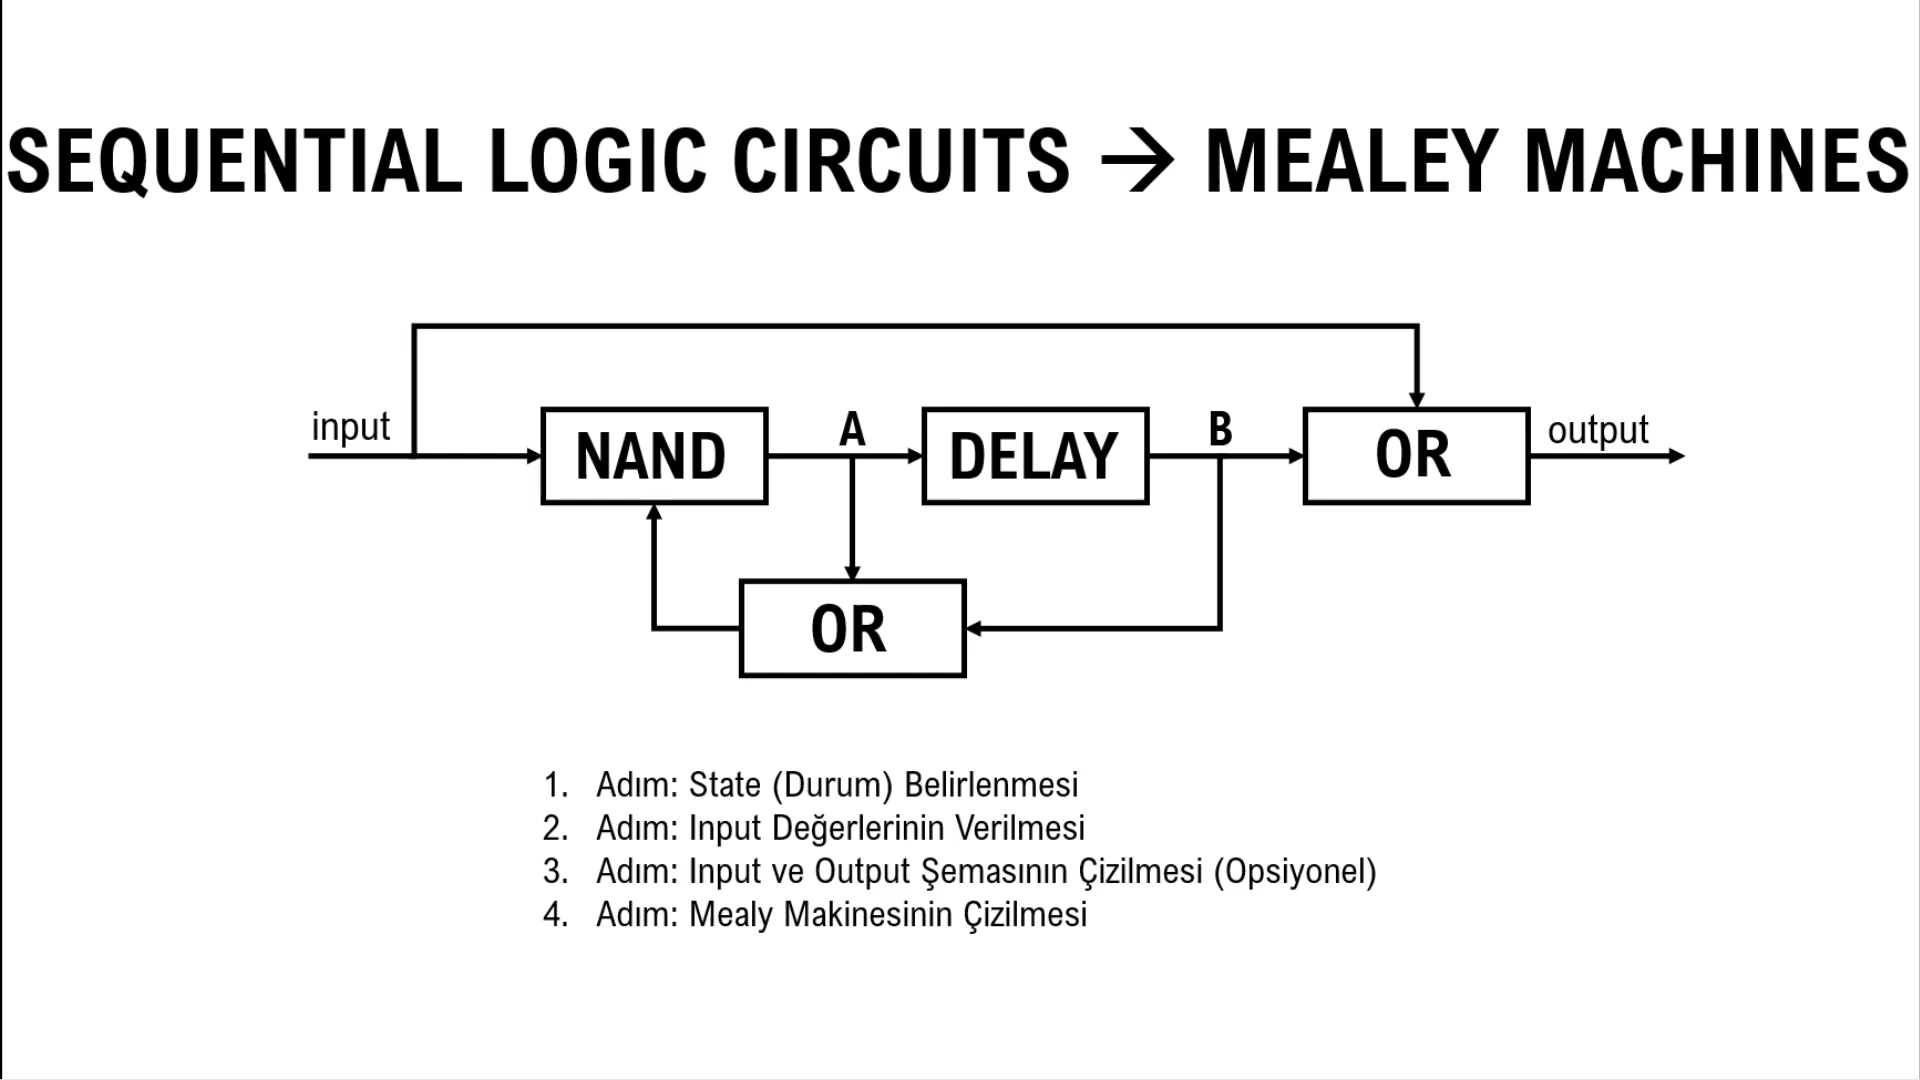 SEQUENTIAL LOGIC CIRCUITS → MEALEY MACHINES
input
NAND
A
DELAY
B
OR
output
OR
1. Adım: State (Durum) Belirlenmesi
2. Adım: Input Değerlerinin Verilmesi
3. Adım: Input ve Output Şemasının Çizilmesi (Opsiyonel)
4. Adım: Mealy Makinesinin Çizilmesi